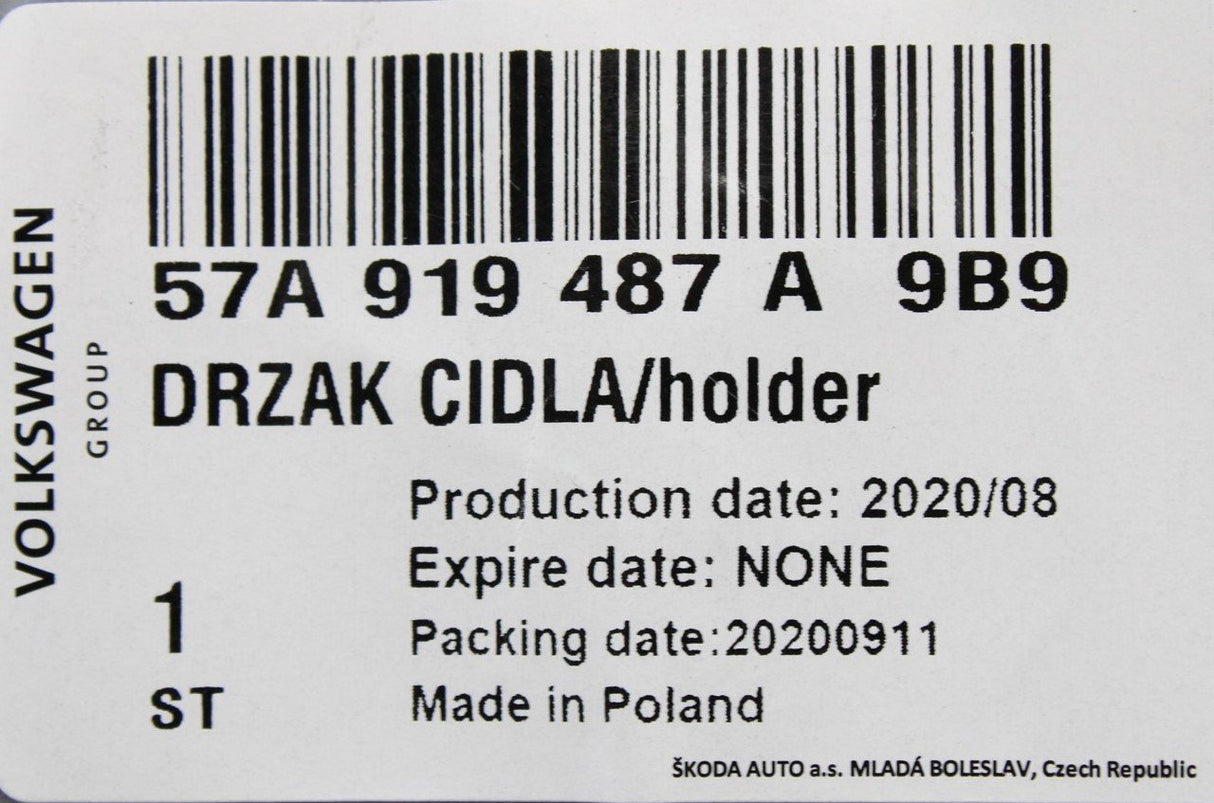 VOLKSWAGEN
GROUP
57A 919 487 A 9B9
DRZAK CIDLA/holder
Production date: 2020/08
Expire date: NONE
Packing date:20200911
Made in Poland
1
ST
ŠKODA AUTO a.s. MLADÁ BOLESLAV, Czech Republic